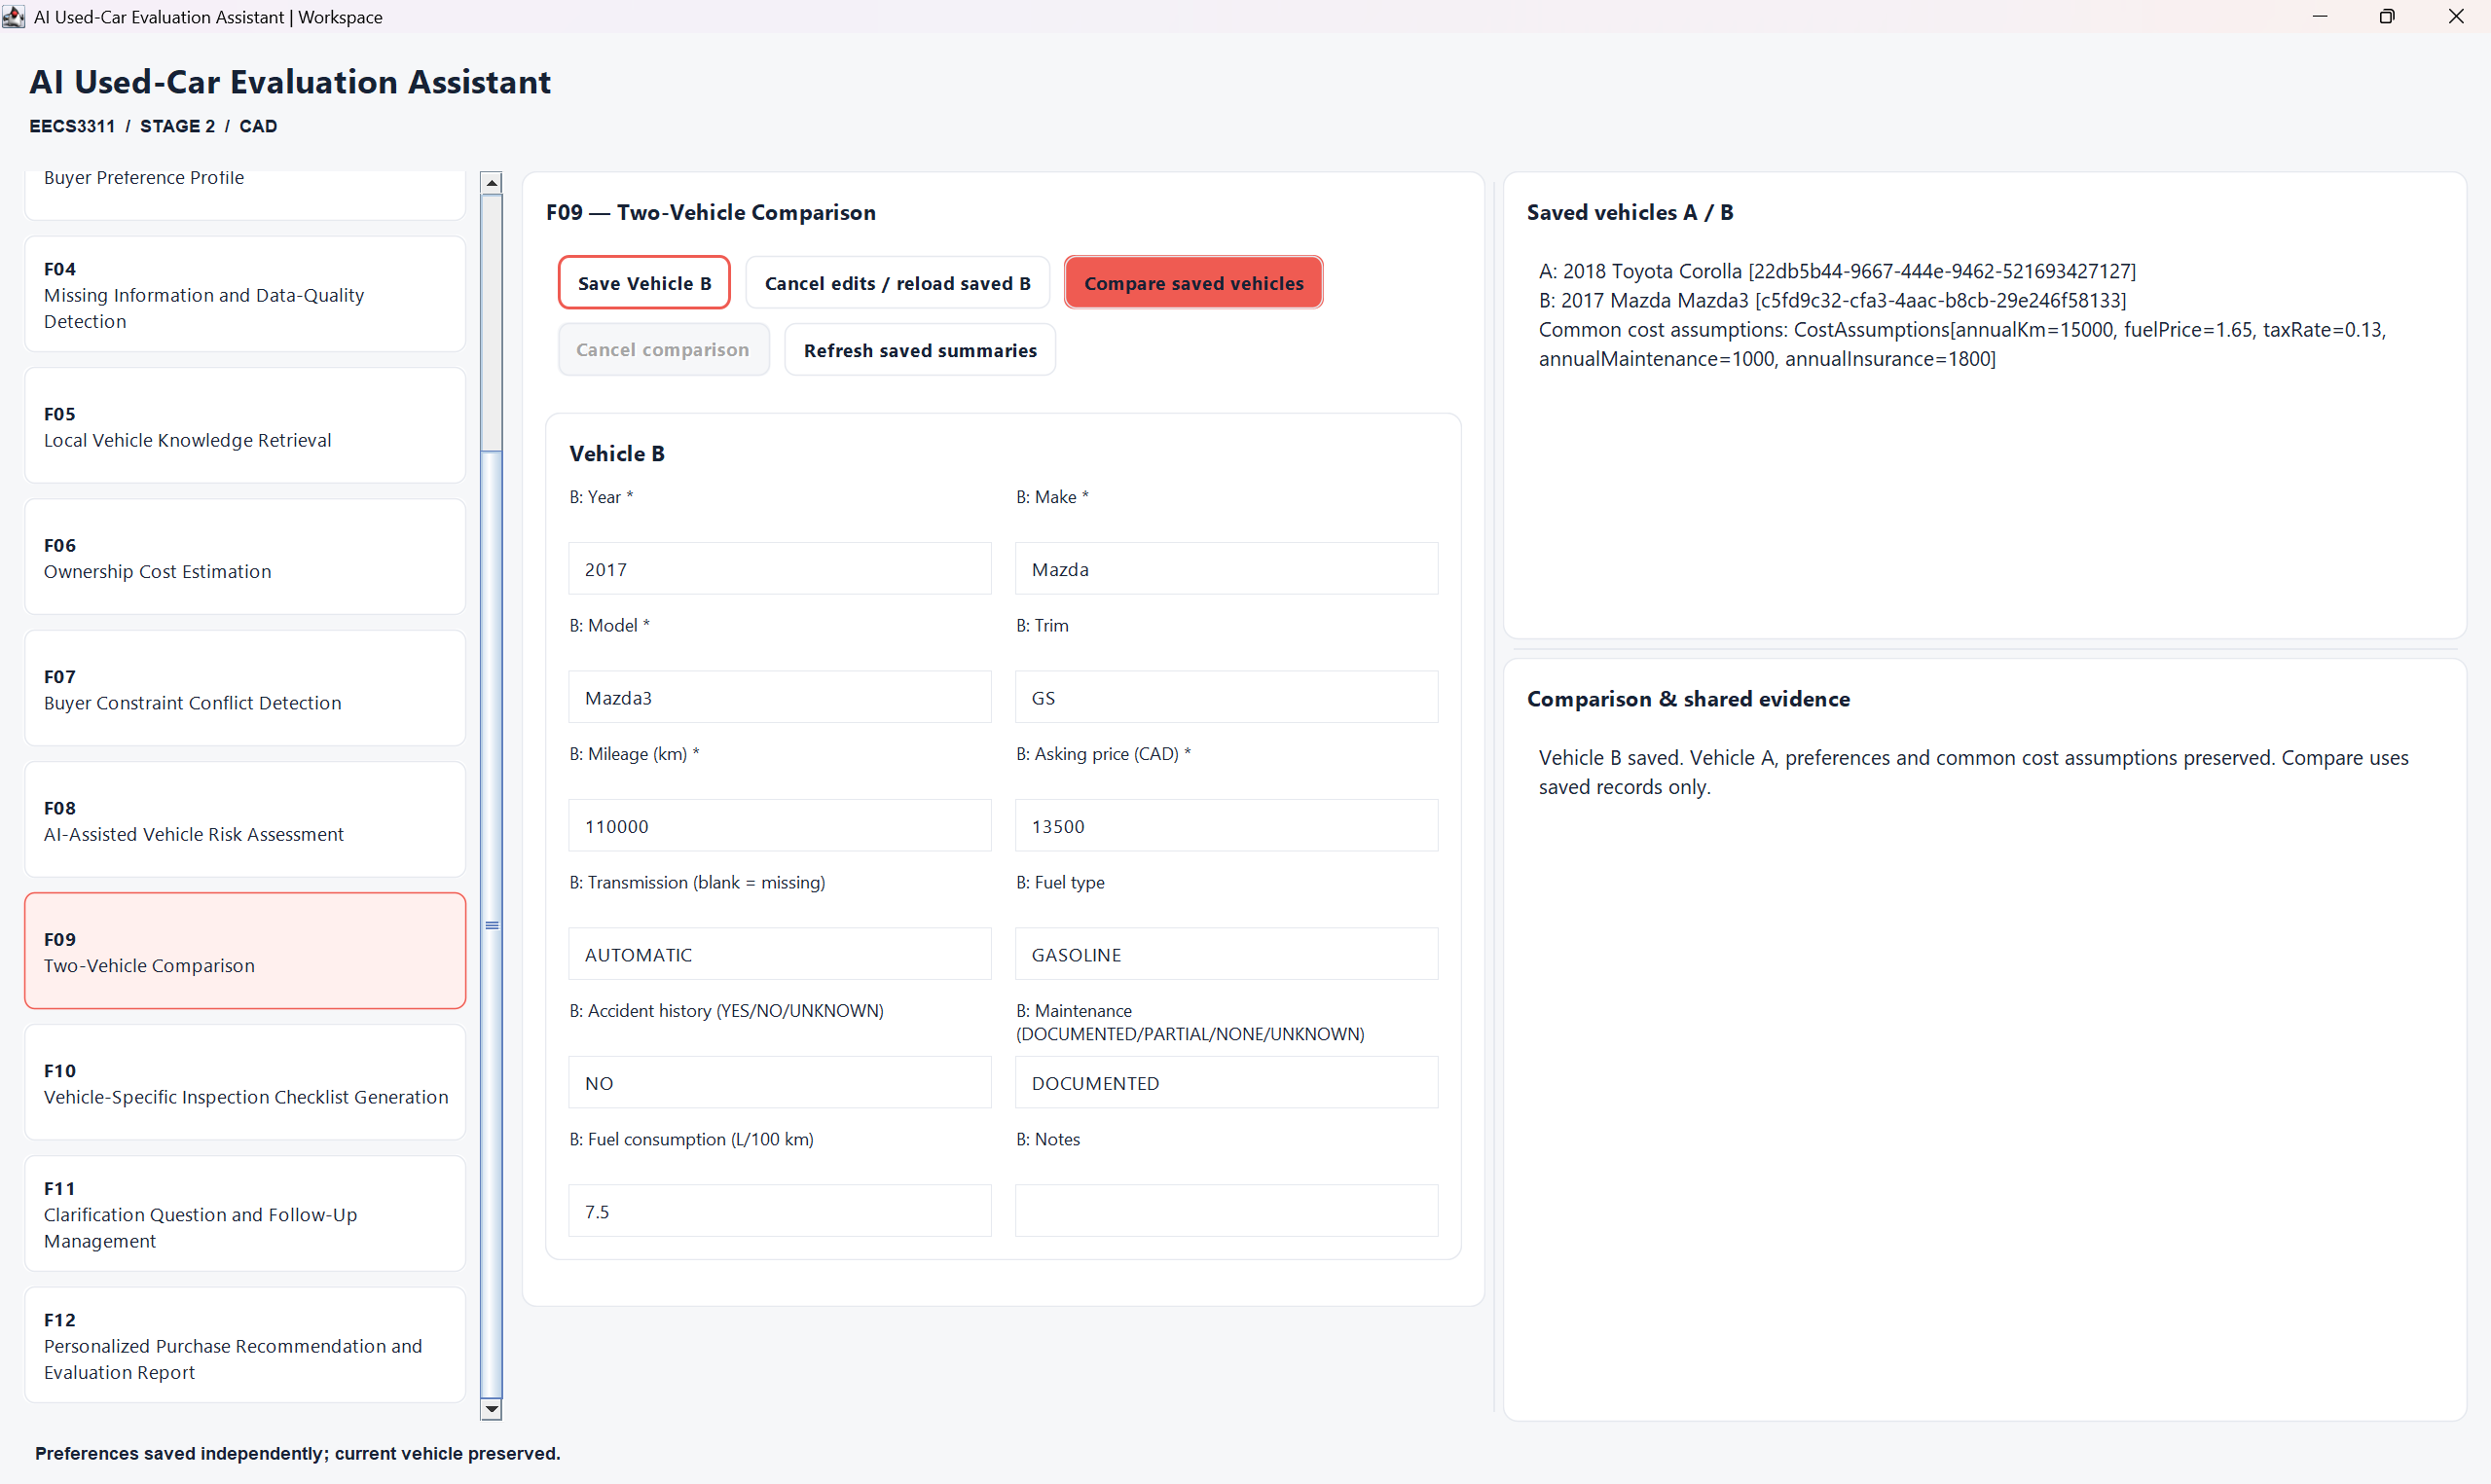 AI Used-Car Evaluation Assistant | Workspace
AI Used-Car Evaluation Assistant
EECS3311 / STAGE 2 / CAD
Buyer Preference Profile
F04
Missing Information and Data-Quality
Detection
F05
Local Vehicle Knowledge Retrieval
F06
Ownership Cost Estimation
F07
Buyer Constraint Conflict Detection
F08
AI-Assisted Vehicle Risk Assessment
F09
Two-Vehicle Comparison
F10
Vehicle-Specific Inspection Checklist Generation
F11
Clarification Question and Follow-Up
Management
F12
Personalized Purchase Recommendation and
Evaluation Report
F09 — Two-Vehicle Comparison
Save Vehicle B
Cancel edits / reload saved B
Compare saved vehicles
Cancel comparison
Refresh saved summaries
Vehicle B
B: Year *
B: Make *
2017
Mazda
B: Model *
B: Trim
Mazda3
GS
B: Mileage (km) *
B: Asking price (CAD) *
110000
13500
B: Transmission (blank = missing)
B: Fuel type
AUTOMATIC
GASOLINE
B: Accident history (YES/NO/UNKNOWN)
B: Maintenance
(DOCUMENTED/PARTIAL/NONE/UNKNOWN)
NO
DOCUMENTED
B: Fuel consumption (L/100 km)
B: Notes
7.5
Saved vehicles A / B
A: 2018 Toyota Corolla [22db5b44-9667-444e-9462-521693427127]
B: 2017 Mazda Mazda3 [c5fd9c32-cfa3-4aac-b8cb-29e246f58133]
Common cost assumptions: CostAssumptions[annualKm=15000, fuelPrice=1.65, taxRate=0.13,
annualMaintenance=1000, annualInsurance=1800]
Comparison & shared evidence
Vehicle B saved. Vehicle A, preferences and common cost assumptions preserved. Compare uses
saved records only.
Preferences saved independently; current vehicle preserved.